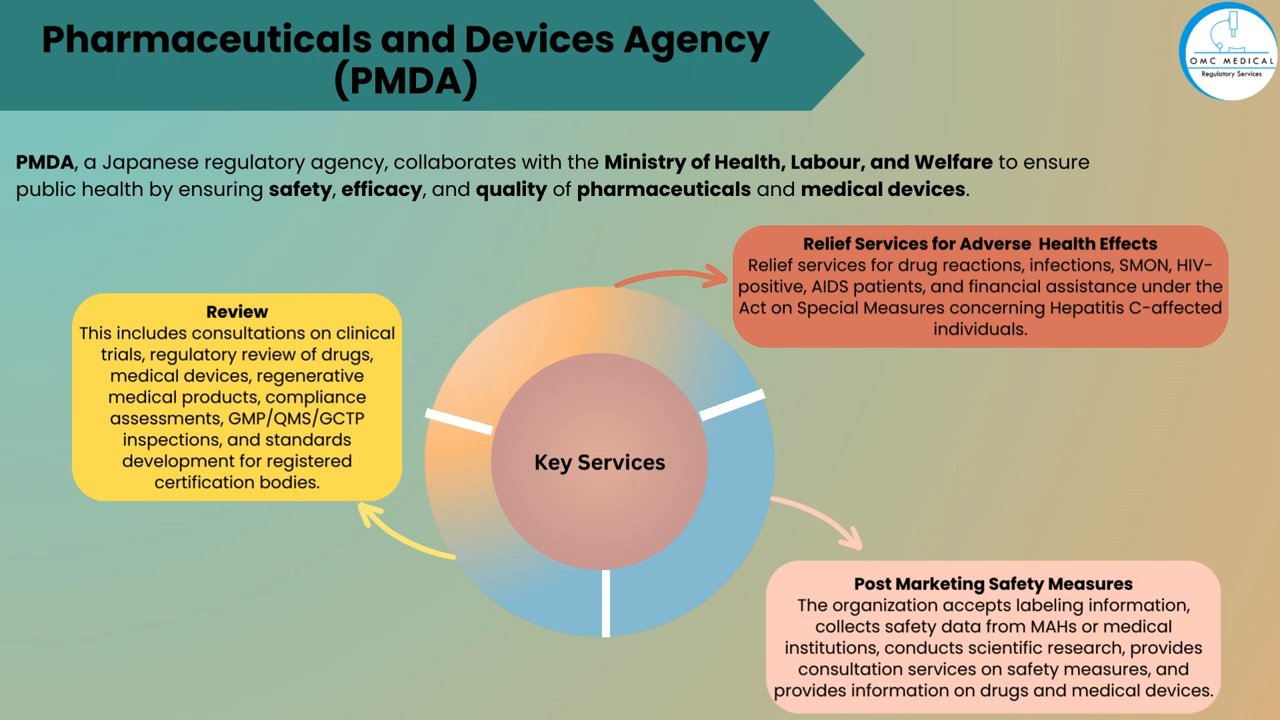 Pharmaceuticals and Devices Agency
(PMDA)
OMC MEDICAL
Regulatory Services
PMDA, a Japanese regulatory agency, collaborates with the Ministry of Health, Labour, and Welfare to ensure
public health by ensuring safety, efficacy, and quality of pharmaceuticals and medical devices.
Relief Services for Adverse Health Effects
Relief services for drug reactions, infections, SMON, HIV-
positive, AIDS patients, and financial assistance under the
Act on Special Measures concerning Hepatitis C-affected
individuals.
Review
This includes consultations on clinical
trials, regulatory review of drugs,
medical devices, regenerative
medical products, compliance
assessments, GMP/QMS/GCTP
inspections, and standards
development for registered
certification bodies.
Key Services
Post Marketing Safety Measures
The organization accepts labeling information,
collects safety data from MAHs or medical
institutions, conducts scientific research, provides
consultation services on safety measures, and
provides information on drugs and medical devices.